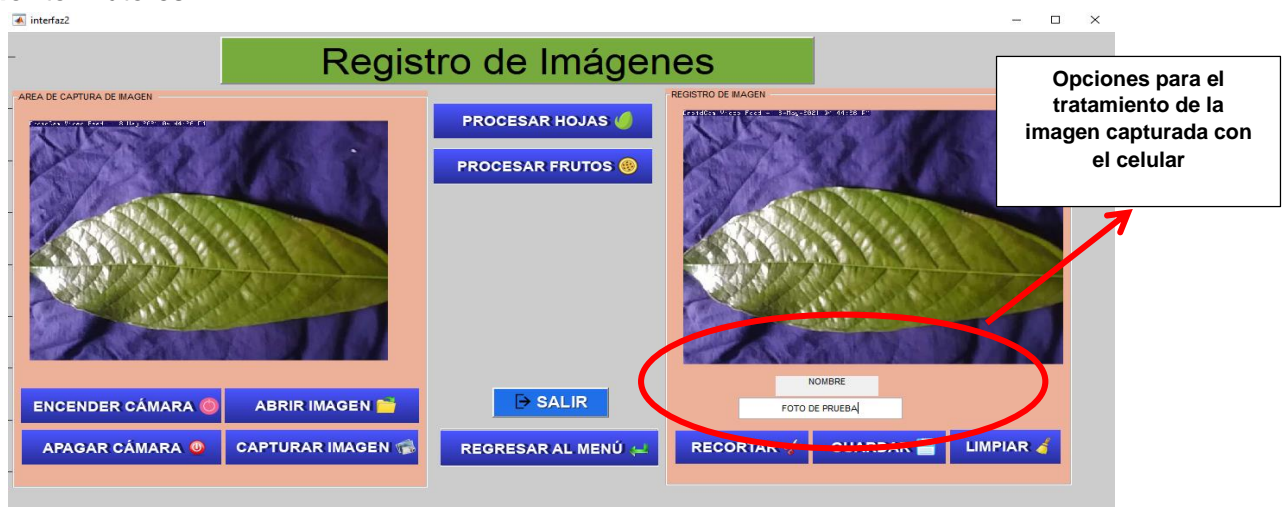 interfaz2
Registro de Imágenes
AREA DE CAPTURA DE IMAGEN
PROCESAR HOJAS
PROCESAR FRUTOS
REGISTRO DE IMAGEN
Opciones para el
tratamiento de la
imagen capturada con
el celular
ENCENDER CÁMARA
ABRIR IMAGEN
APAGAR CÁMARA
CAPTURAR IMAGEN
SALIR
REGRESAR AL MENÚ
NOMBRE
FOTO DE PRUEBA
RECORTAR
GUARDAR
LIMPIAR